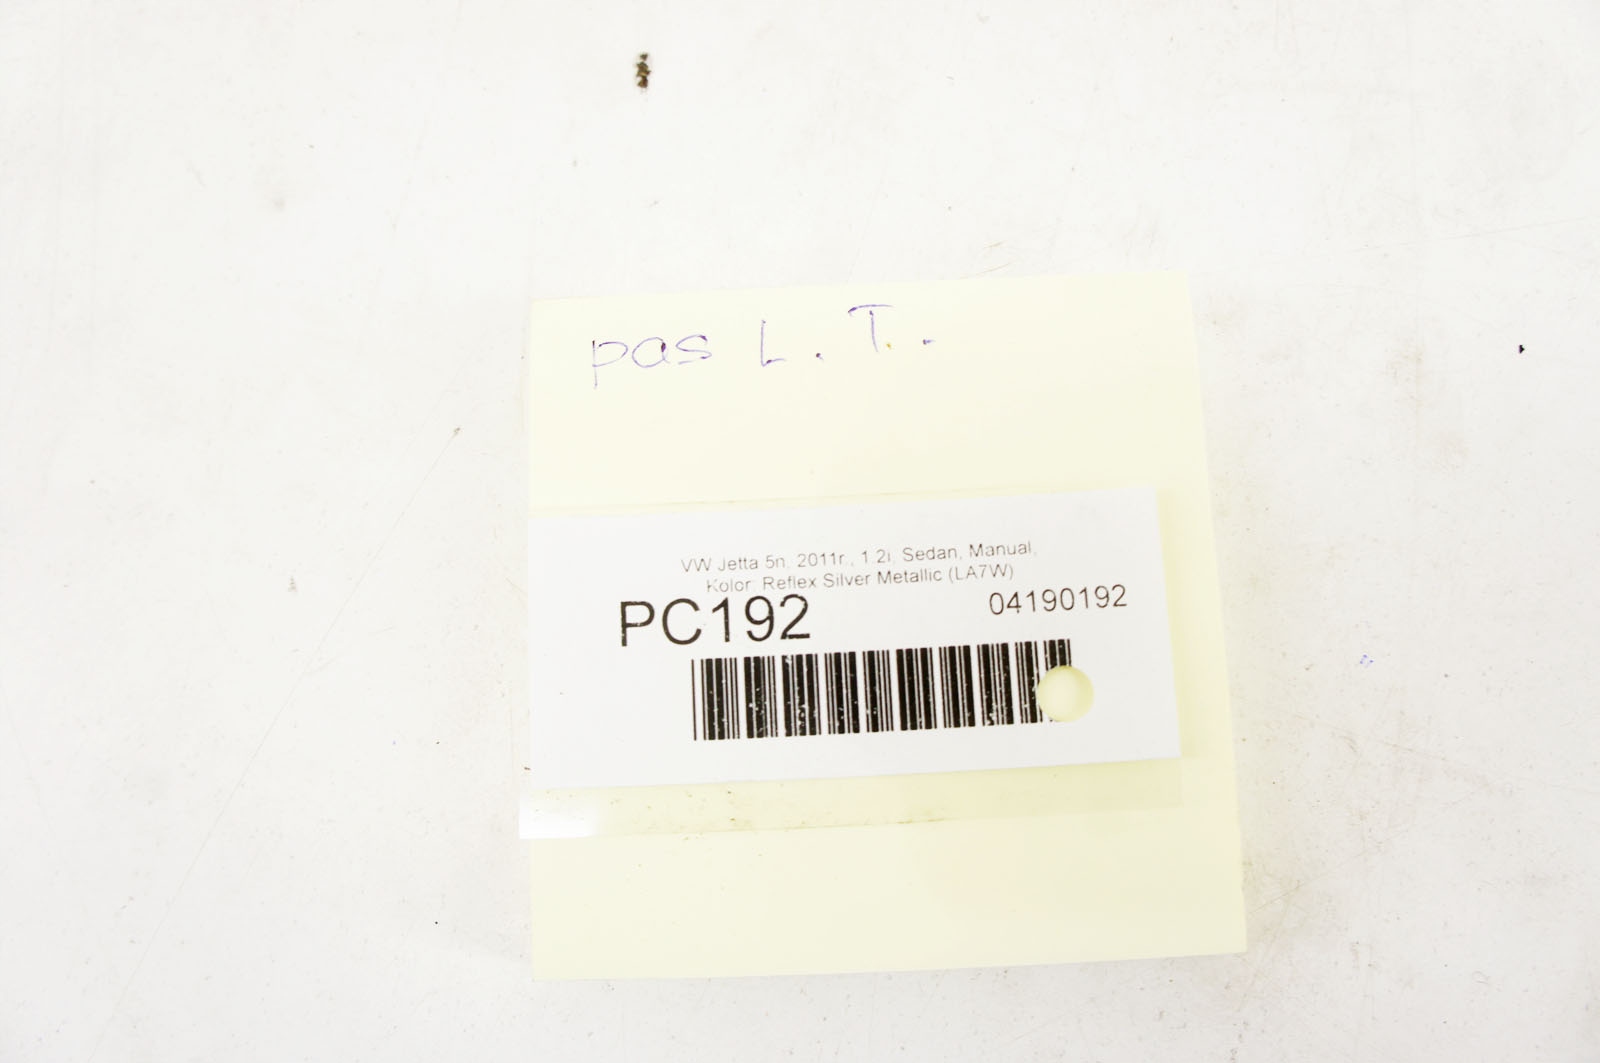 pas L. T..
VW Jetta 5n, 2011r., 1.2i, Sedan, Manual,
Kolor: Reflex Silver Metallic (LA7W)
PC192 04190192